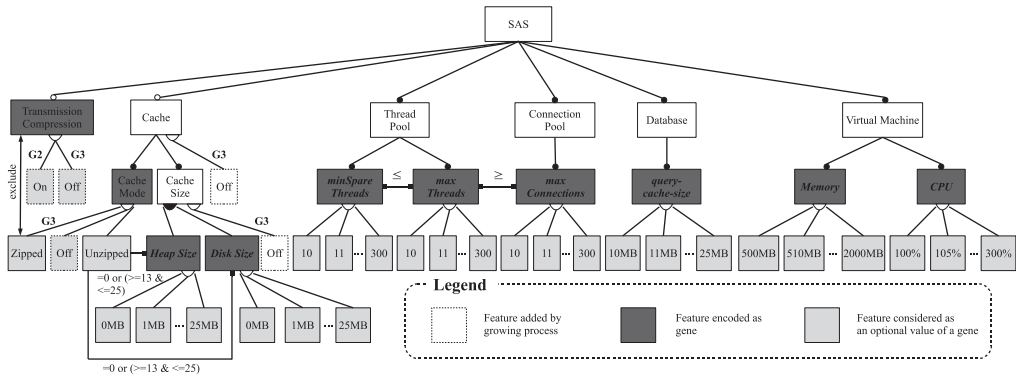 SAS
Transmission
Compression
Cache
Thread
Pool
Connection
Pool
Database
Virtual Machine
G2
G3
G3
exclude
On
Off
Cache
Mode
Cache
Size
Off
minSpare
Threads
≤
max
Threads
≥
max
Connections
query-
cache-size
Memory
CPU
G3
G3
Zipped
Off
Unzipped
Heap Size
Disk Size
Off
10
11
...
300
10
11
...
300
10
11
...
300
10MB
11MB
...
25MB
500MB
510MB
...
2000MB
100%
105%
...
300%
=0 or (>=13 &
<=25)
0MB
1MB
...
25MB
0MB
1MB
...
25MB
=0 or (>=13 & <=25)
Legend
Feature added by
growing process
Feature encoded as
gene
Feature considered as
an optional value of a gene